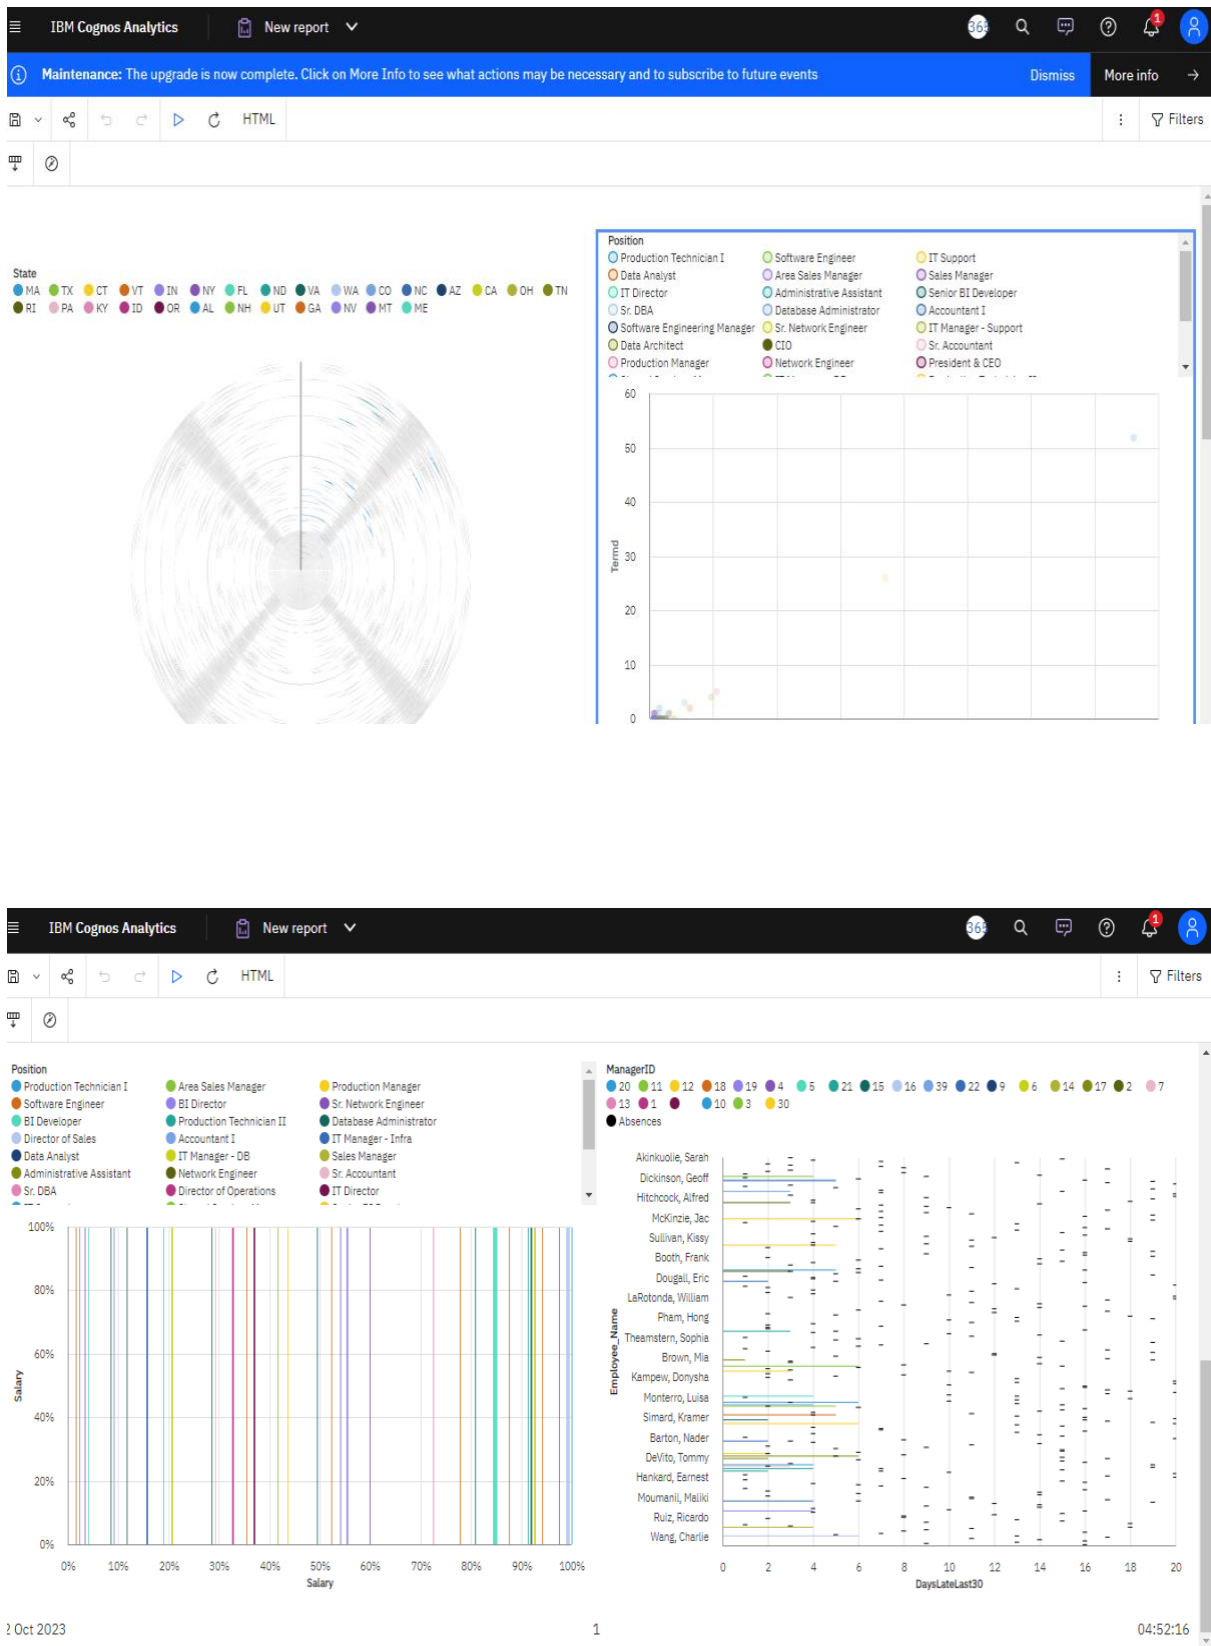 IBM Cognos Analytics New report 365 1
Maintenance: The upgrade is now complete. Click on More Info to see what actions may be necessary and to subscribe to future events Dismiss More info
HTML Filters
State
MA TX CT VT IN NY FL ND VA WA CO NC AZ CA OH TN
RI PA KY ID OR AL NH UT GA NV MT ME
Position
Production Technician I Software Engineer IT Support
Data Analyst Area Sales Manager Sales Manager
IT Director Administrative Assistant Senior BI Developer
Sr. DBA Database Administrator Accountant I
Software Engineering Manager Sr. Network Engineer IT Manager - Support
Data Architect CIO Sr. Accountant
Production Manager Network Engineer President & CEO
60
50
40
30
20
10
0
Termd
IBM Cognos Analytics New report 365 1
HTML Filters
Position
Production Technician I Area Sales Manager Production Manager
Software Engineer BI Director Sr. Network Engineer
BI Developer Production Technician II Database Administrator
Director of Sales Accountant I IT Manager - Infra
Data Analyst IT Manager - DB Sales Manager
Administrative Assistant Network Engineer Sr. Accountant
Sr. DBA Director of Operations IT Director
100%
80%
60%
40%
20%
0%
Salary
0% 10% 20% 30% 40% 50% 60% 70% 80% 90% 100%
Salary
ManagerID
20 11 12 18 19 4 5 21 15 16 39 22 9 6 14 17 2 7
13 1 10 3 30
Absences
Akinkuolie, Sarah
Dickinson, Geoff
Hitchcock, Alfred
McKinzie, Jac
Sullivan, Kissy
Booth, Frank
Dougall, Eric
LaRotonda, William
Pham, Hong
Theamstern, Sophia
Brown, Mia
Kampew, Donysha
Monterro, Luisa
Simard, Kramer
Barton, Nader
DeVito, Tommy
Hankard, Earnest
Moumanil, Maliki
Ruiz, Ricardo
Wang, Charlie
Employee_Name
0 2 4 6 8 10 12 14 16 18 20
DaysLateLast30
2 Oct 2023 1 04:52:16